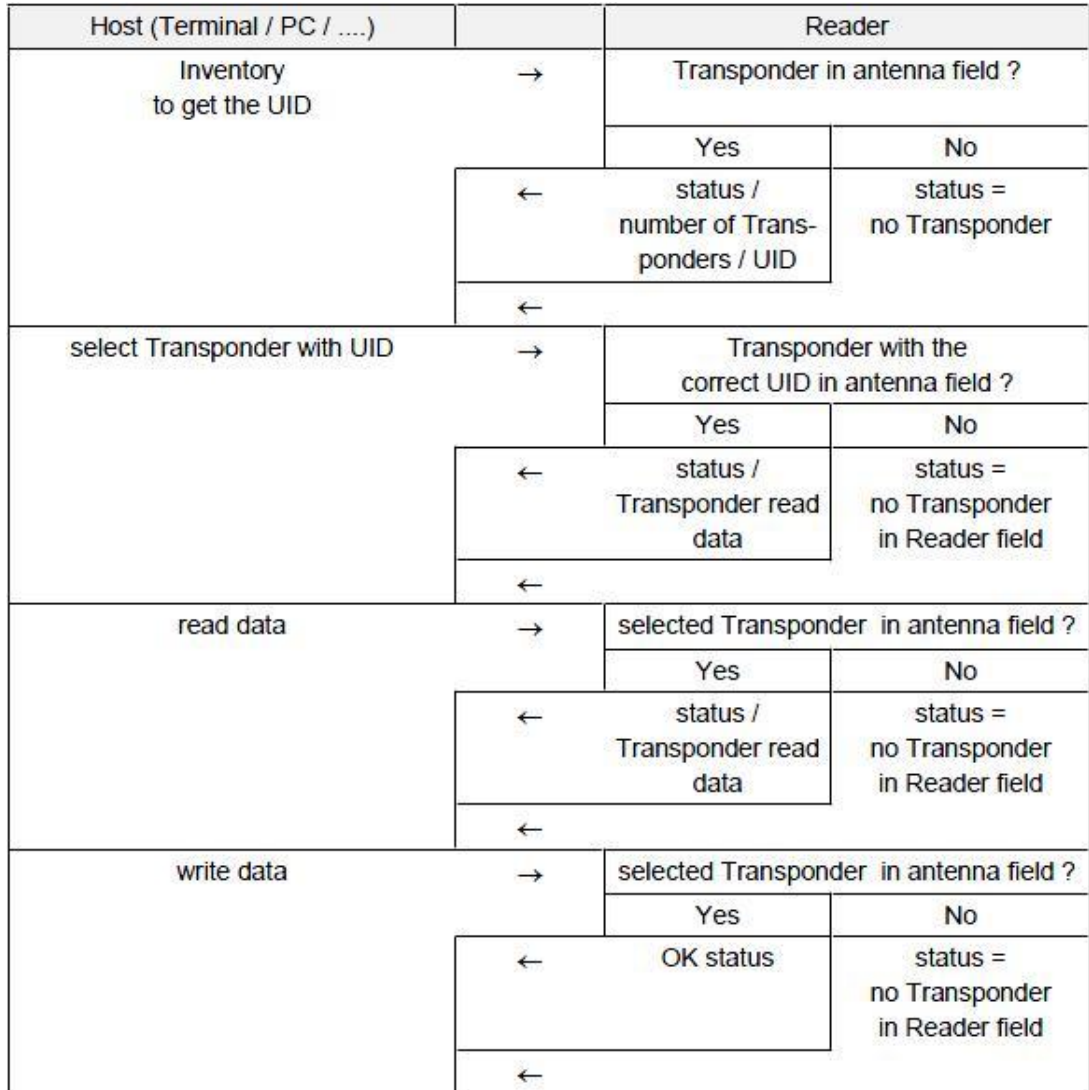 Host (Terminal / PC / ....) Reader
Inventory → Transponder in antenna field ?
to get the UID
Yes No
← status / status =
number of Trans- no Transponder
ponders / UID
←
select Transponder with UID → Transponder with the
correct UID in antenna field ?
Yes No
← status / status =
Transponder read no Transponder
data in Reader field
←
read data → selected Transponder in antenna field ?
Yes No
← status / status =
Transponder read no Transponder
data in Reader field
←
write data → selected Transponder in antenna field ?
Yes No
← OK status status =
no Transponder
in Reader field
←